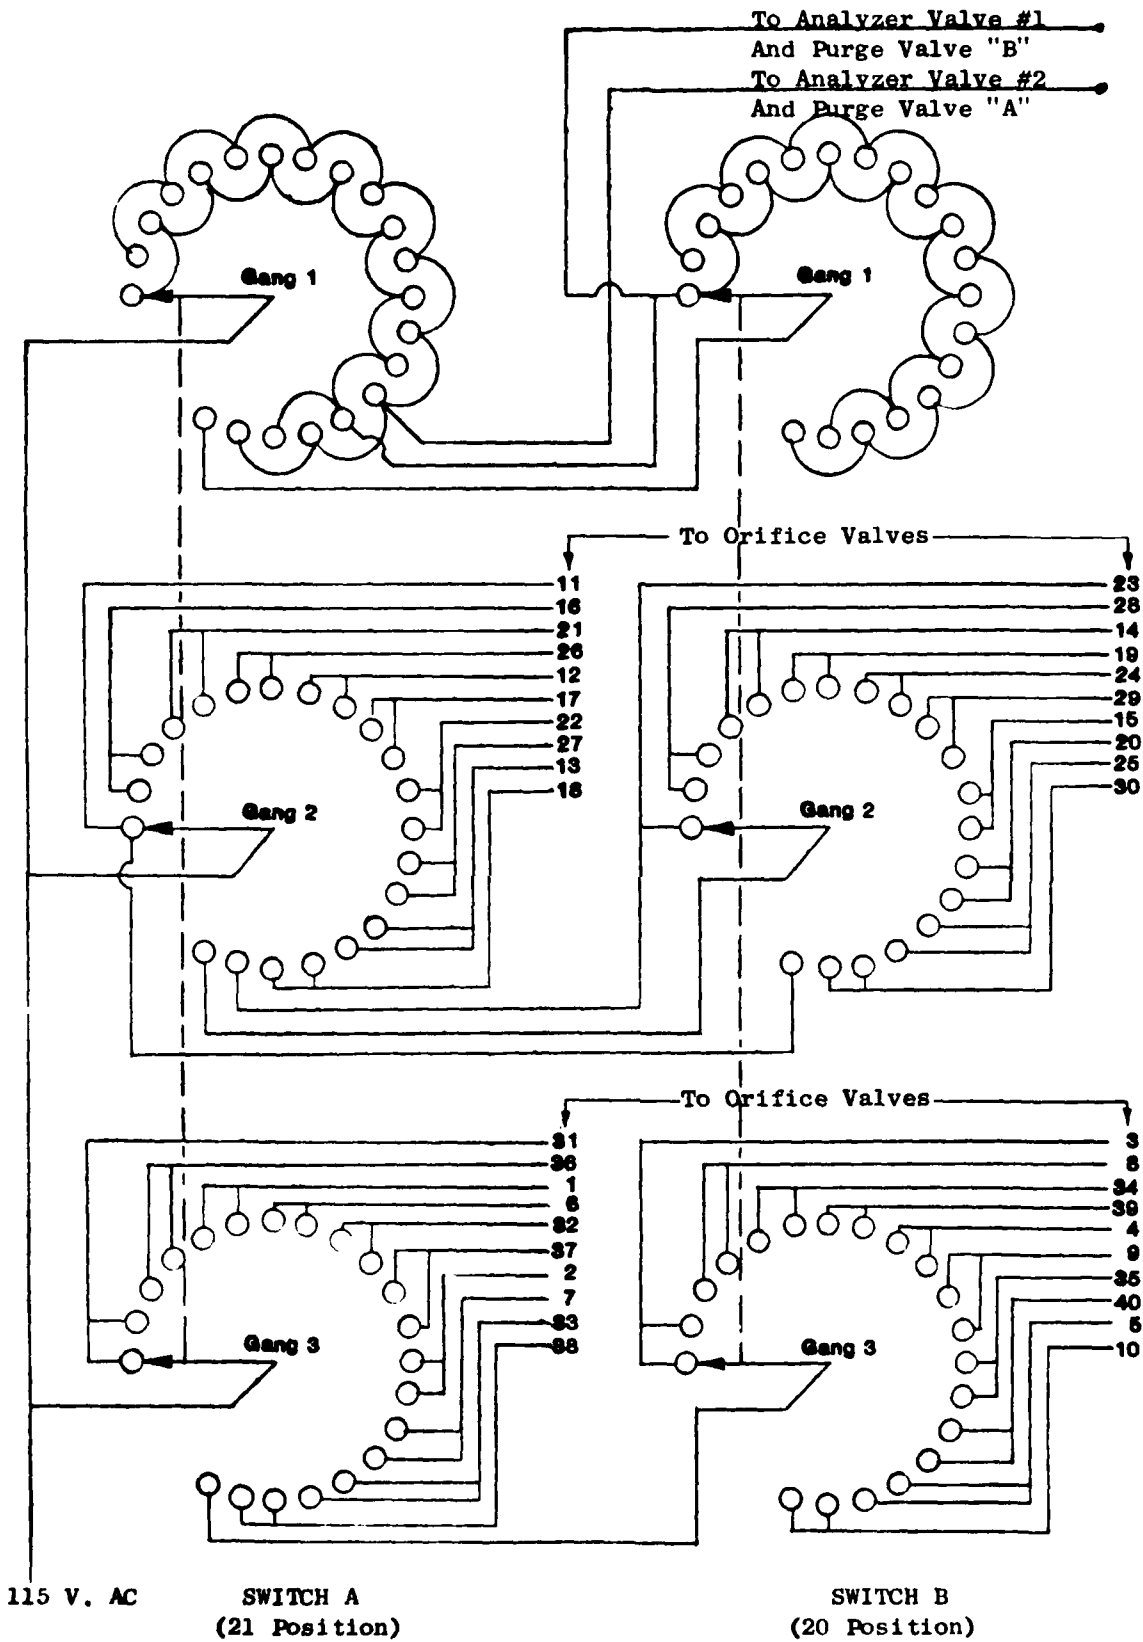 To Analyzer Valve #1
And Purge Valve "B"
To Analyzer Valve #2
And Purge Valve "A"
Gang 1
Gang 1
To Orifice Valves
11
16
21
26
12
17
22
27
13
18
23
28
14
19
24
29
15
20
25
30
Gang 2
Gang 2
To Orifice Valves
31
36
1
6
32
37
2
7
33
38
3
8
34
39
4
9
35
40
5
10
Gang 3
Gang 3
115 V. AC
SWITCH A
(21 Position)
SWITCH B
(20 Position)